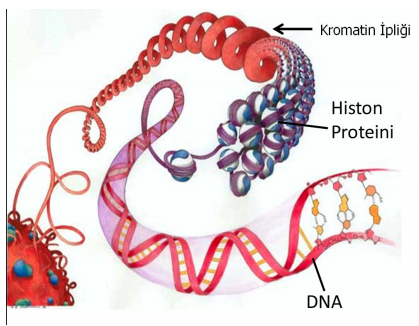 Kromatin İpliği
Histon
Proteini
DNA